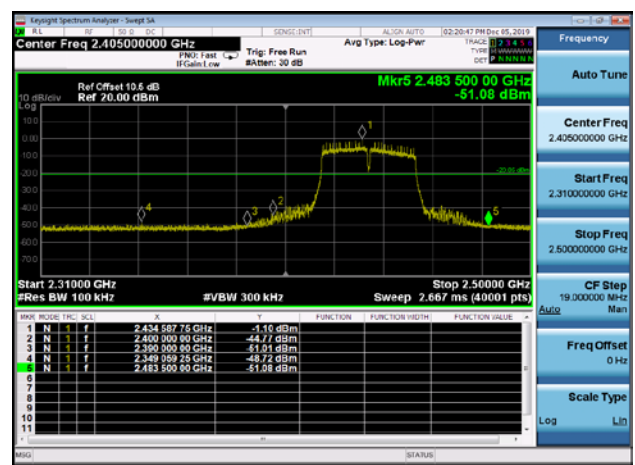 Keysight Spectrum Analyzer - Swept SA
RL RF 50 Ω DC SENSE:INT ALIGN AUTO 02:20:47 PM Dec 05, 2019
Center Freq 2.405000000 GHz
PNO: Fast
IFGain:Low
Trig: Free Run
#Atten: 30 dB
Avg Type: Log-Pwr
TRACE 1 2 3 4 5 6
TYPE
DET P N N N N N
Frequency
Ref Offset 10.6 dB
Ref 20.00 dBm
10 dB/div
Log
Mkr5 2.483 500 00 GHz
-51.08 dBm
Auto Tune
10.0
0.00
-10.0
-20.0
-30.0
-40.0
-50.0
-60.0
-70.0
1
2
3
4
5
Center Freq
2.405000000 GHz
Start Freq
2.310000000 GHz
Stop Freq
2.500000000 GHz
Start 2.31000 GHz Stop 2.50000 GHz
#Res BW 100 kHz #VBW 300 kHz Sweep 2.667 ms (40001 pts)
CF Step
19.000000 MHz
Auto Man
MKR MODE TRC SCL X Y FUNCTION FUNCTION WIDTH FUNCTION VALUE
1 N 1 f 2.434 587 75 GHz -1.10 dBm
2 N 1 f 2.400 000 00 GHz -44.77 dBm
3 N 1 f 2.390 000 00 GHz -51.01 dBm
4 N 1 f 2.349 059 25 GHz -48.72 dBm
5 N 1 f 2.483 500 00 GHz -51.08 dBm
6
7
8
9
10
11
Freq Offset
0 Hz
Scale Type
Log Lin
MSG STATUS